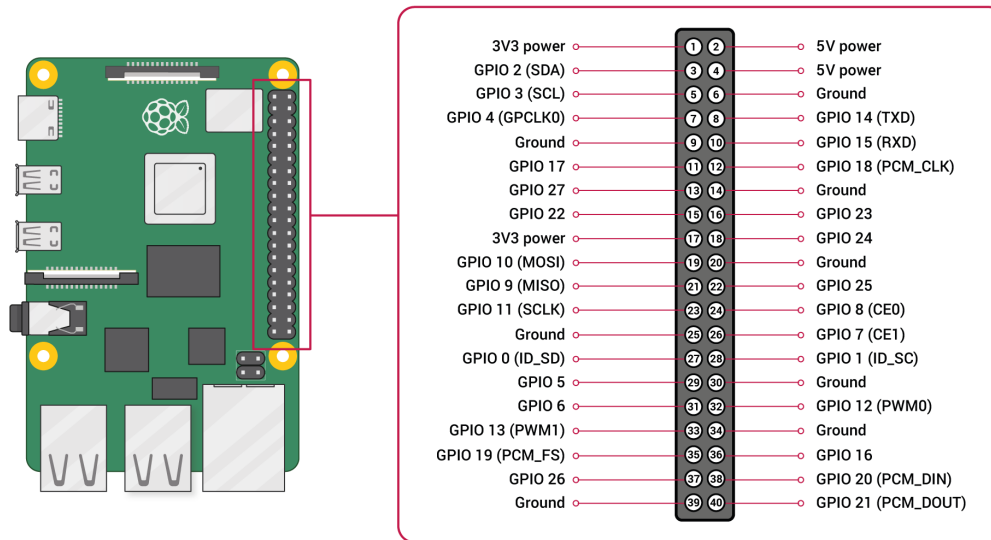 3V3 power 1 2 5V power
GPIO 2 (SDA) 3 4 5V power
GPIO 3 (SCL) 5 6 Ground
GPIO 4 (GPCLK0) 7 8 GPIO 14 (TXD)
Ground 9 10 GPIO 15 (RXD)
GPIO 17 11 12 GPIO 18 (PCM_CLK)
GPIO 27 13 14 Ground
GPIO 22 15 16 GPIO 23
3V3 power 17 18 GPIO 24
GPIO 10 (MOSI) 19 20 Ground
GPIO 9 (MISO) 21 22 GPIO 25
GPIO 11 (SCLK) 23 24 GPIO 8 (CE0)
Ground 25 26 GPIO 7 (CE1)
GPIO 0 (ID_SD) 27 28 GPIO 1 (ID_SC)
GPIO 5 29 30 Ground
GPIO 6 31 32 GPIO 12 (PWM0)
GPIO 13 (PWM1) 33 34 Ground
GPIO 19 (PCM_FS) 35 36 GPIO 16
GPIO 26 37 38 GPIO 20 (PCM_DIN)
Ground 39 40 GPIO 21 (PCM_DOUT)